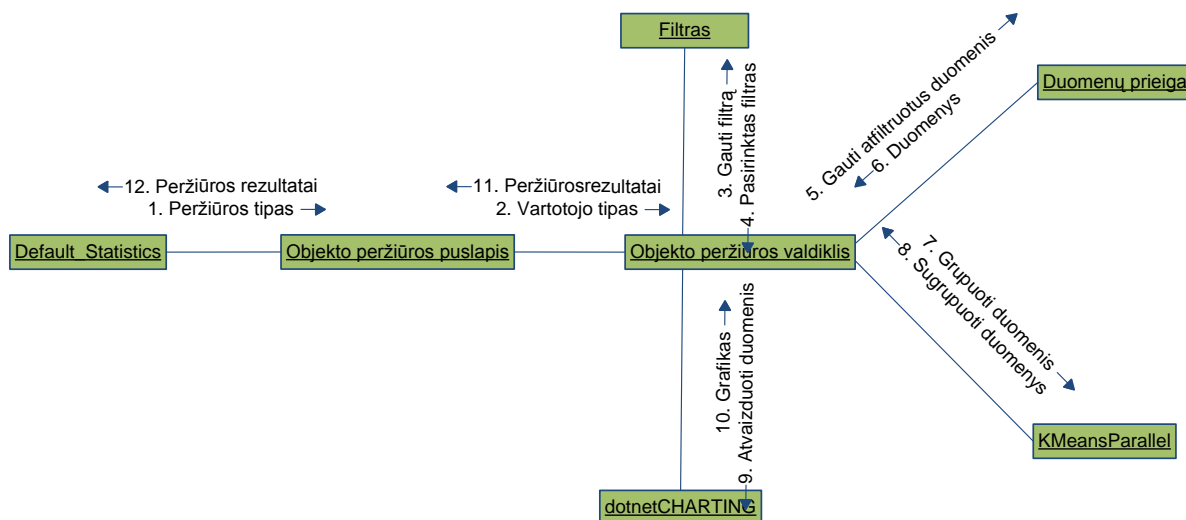 Filtras
Duomenų prieiga
3. Gauti filtrą
4. Pasirinktas filtras
5. Gauti atfiltruotus duomenis
6. Duomenys
12. Peržiūros rezultatai
1. Peržiūros tipas
11. Peržiūrosrezultatai
2. Vartotojo tipas
Default_Statistics
Objekto peržiūros puslapis
Objekto peržiūros valdiklis
7. Grupuoti duomenis
8. Sugrupuoti duomenys
10. Grafikas
9. Atvaizduoti duomenis
KMeansParallel
dotnetCHARTING